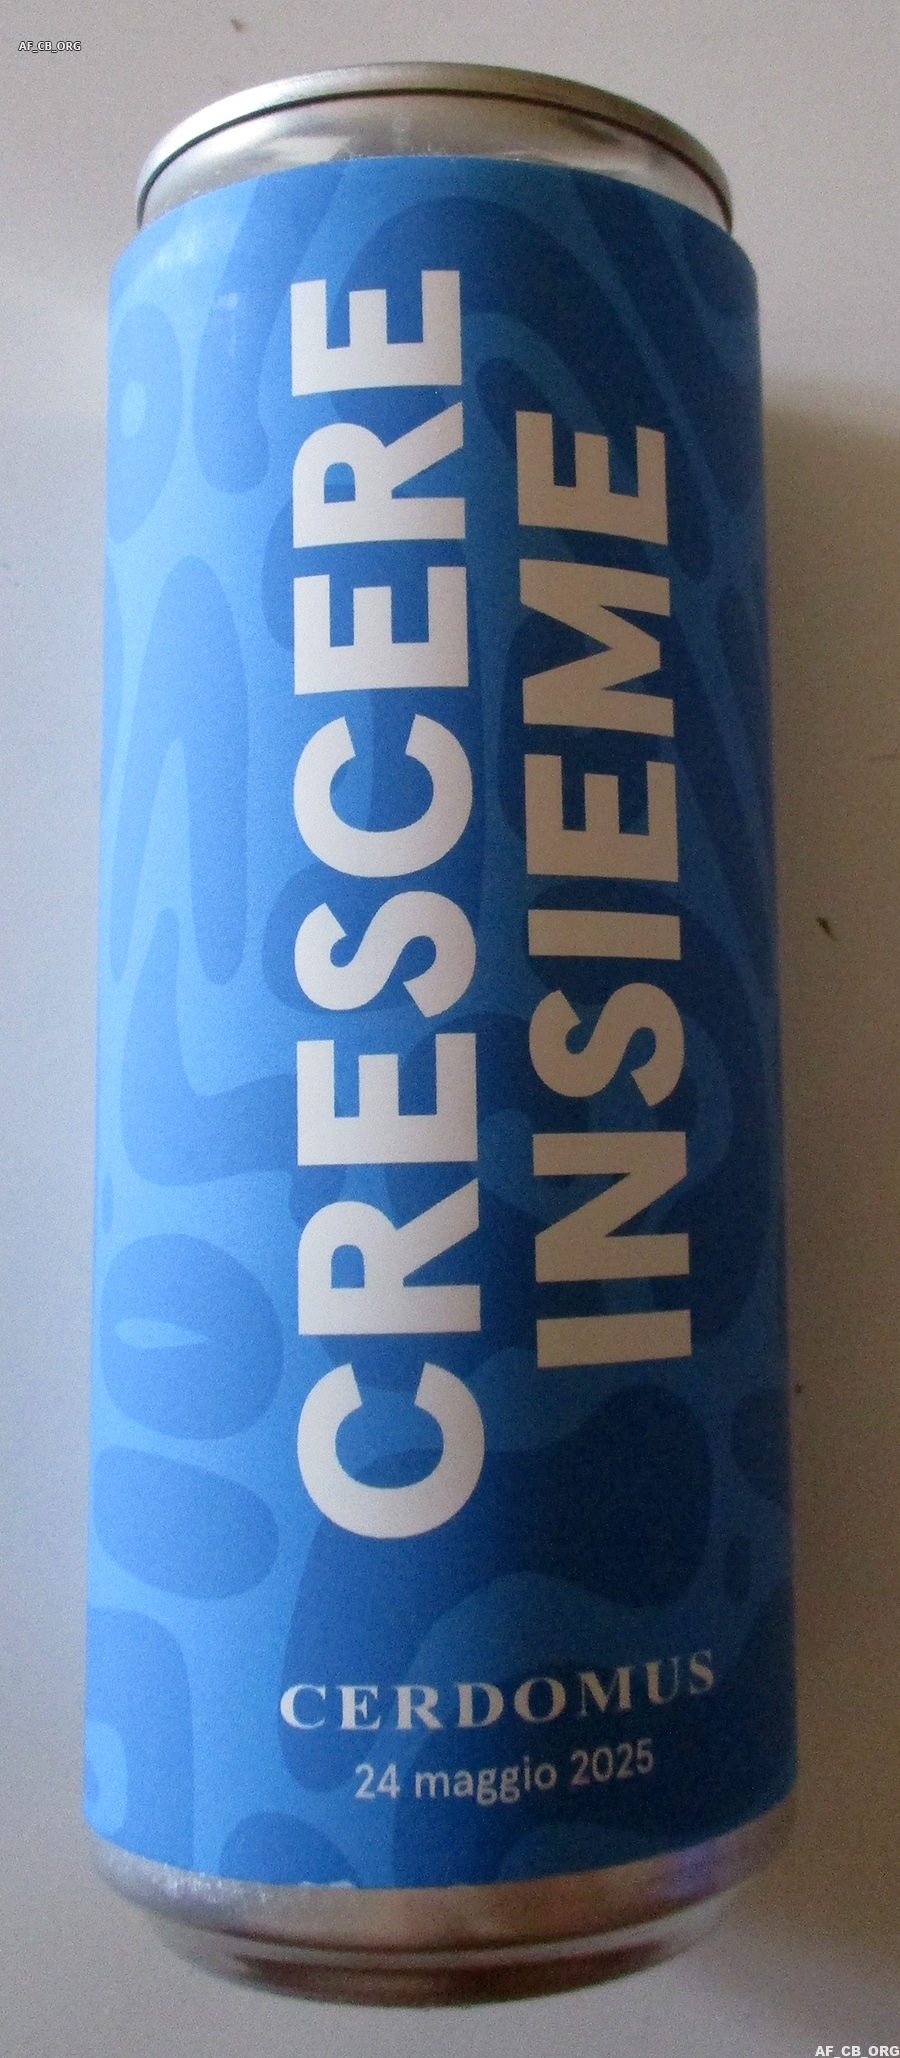 AF_CB_ORG
CRESCERE
INSIEME
CERDOMUS
24 maggio 2025
AF_CB_ORG